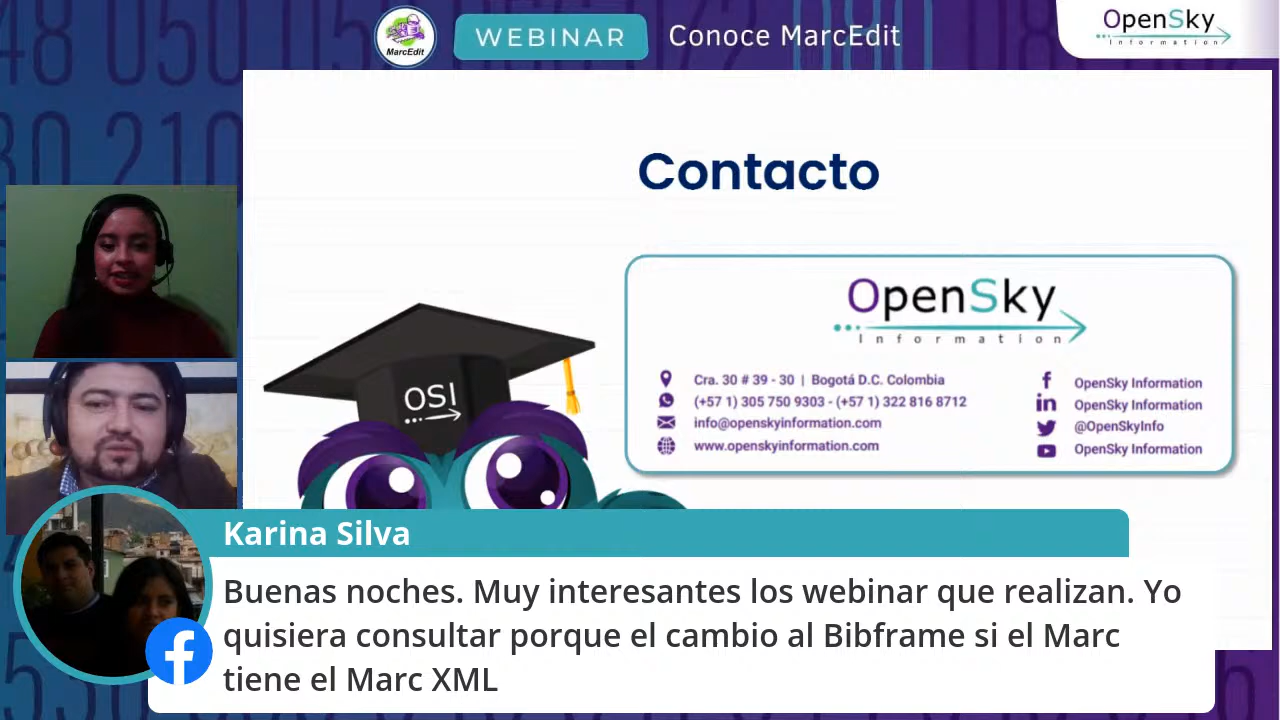 MarcEdit
WEBINAR
Conoce MarcEdit
OpenSky
Information
Contacto
OSI
OpenSky
Information
Cra. 30 # 39 - 30 | Bogotá D.C. Colombia
(+57 1) 305 750 9303 - (+57 1) 322 816 8712
info@openskyinformation.com
www.openskyinformation.com
OpenSky Information
OpenSky Information
@OpenSkyInfo
OpenSky Information
Karina Silva
Buenas noches. Muy interesantes los webinar que realizan. Yo
quisiera consultar porque el cambio al Bibframe si el Marc
tiene el Marc XML